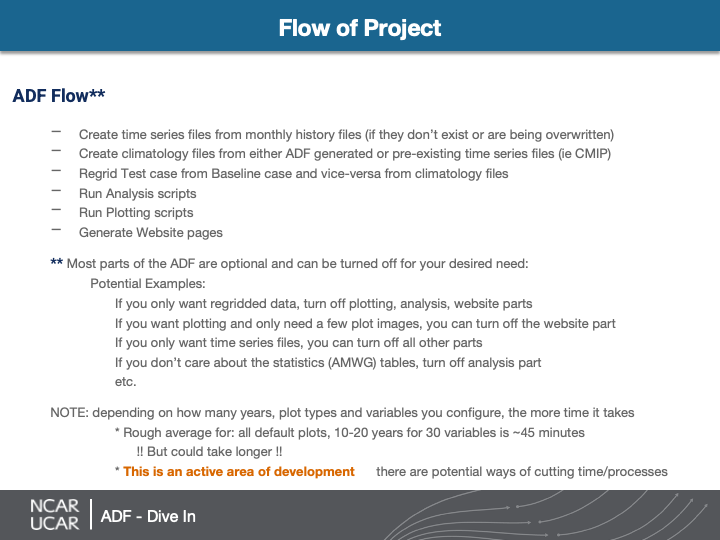 Flow of Project
ADF Flow**
– Create time series files from monthly history files (if they don't exist or are being overwritten)
– Create climatology files from either ADF generated or pre-existing time series files (ie CMIP)
– Regrid Test case from Baseline case and vice-versa from climatology files
– Run Analysis scripts
– Run Plotting scripts
– Generate Website pages
** Most parts of the ADF are optional and can be turned off for your desired need:
Potential Examples:
If you only want regridded data, turn off plotting, analysis, website parts
If you want plotting and only need a few plot images, you can turn off the website part
If you only want time series files, you can turn off all other parts
If you don't care about the statistics (AMWG) tables, turn off analysis part
etc.
NOTE: depending on how many years, plot types and variables you configure, the more time it takes
* Rough average for: all default plots, 10-20 years for 30 variables is ~45 minutes
!! But could take longer !!
* This is an active area of development there are potential ways of cutting time/processes
NCAR
UCAR
ADF - Dive In